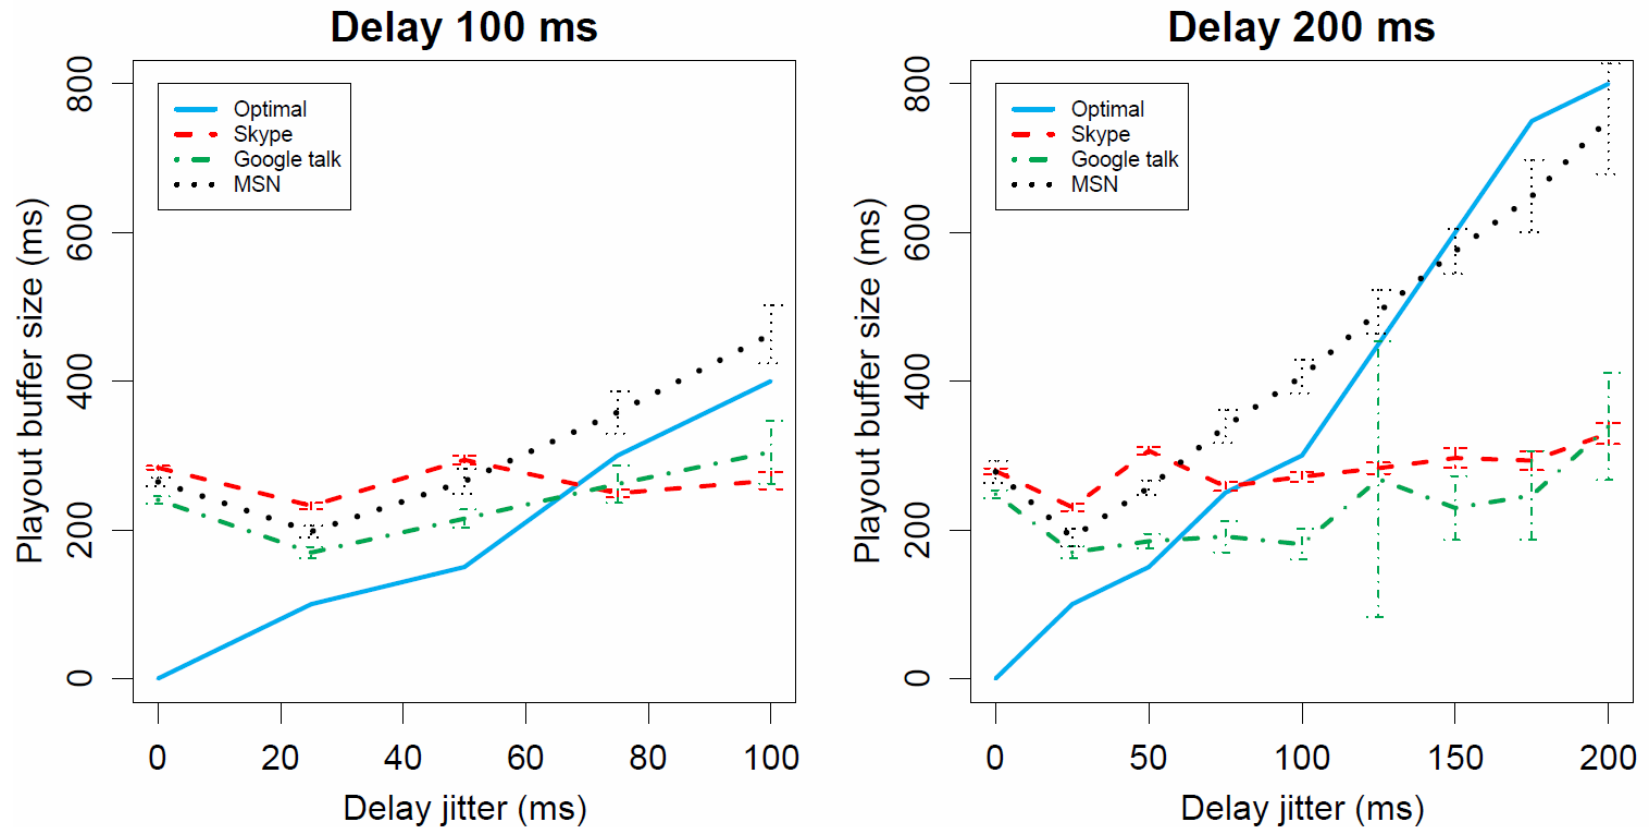 Delay 100 ms
Playout buffer size (ms)
800
600
400
200
0
Optimal
Skype
Google talk
MSN
0 20 40 60 80 100
Delay jitter (ms)
Delay 200 ms
Playout buffer size (ms)
800
600
400
200
0
Optimal
Skype
Google talk
MSN
0 50 100 150 200
Delay jitter (ms)